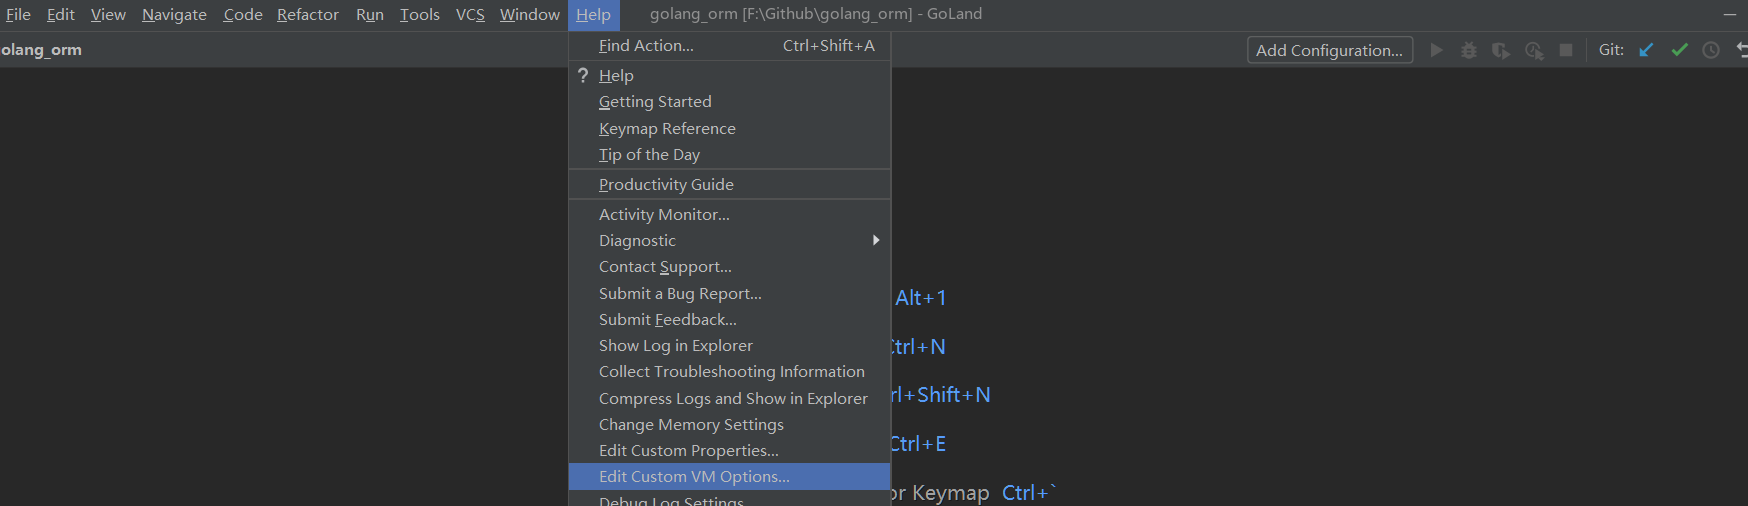 File Edit View Navigate Code Refactor Run Tools VCS Window Help golang_orm [F:\Github\golang_orm] - GoLand
olang_orm
Add Configuration... Git:
Find Action... Ctrl+Shift+A
? Help
Getting Started
Keymap Reference
Tip of the Day
Productivity Guide
Activity Monitor...
Diagnostic
Contact Support...
Submit a Bug Report...
Submit Feedback...
Show Log in Explorer
Collect Troubleshooting Information
Compress Logs and Show in Explorer
Change Memory Settings
Edit Custom Properties...
Edit Custom VM Options...
Debug Log Settings
Alt+1
Ctrl+N
rl+Shift+N
Ctrl+E
or Keymap Ctrl+`